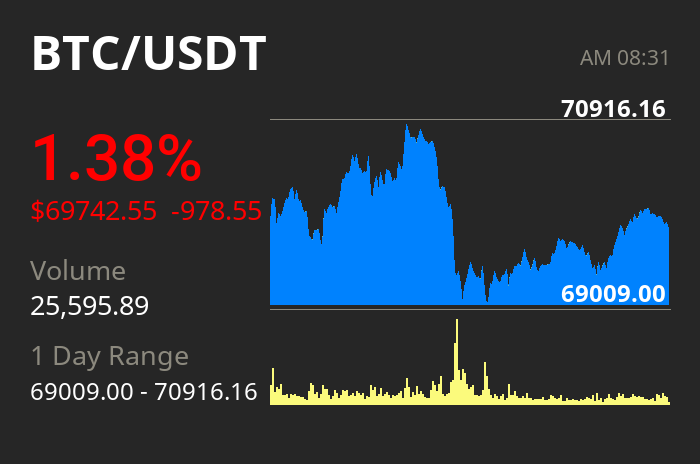 BTC/USDT
AM 08:31
70916.16
1.38%
$69742.55 -978.55
Volume
25,595.89
69009.00
1 Day Range
69009.00 - 70916.16